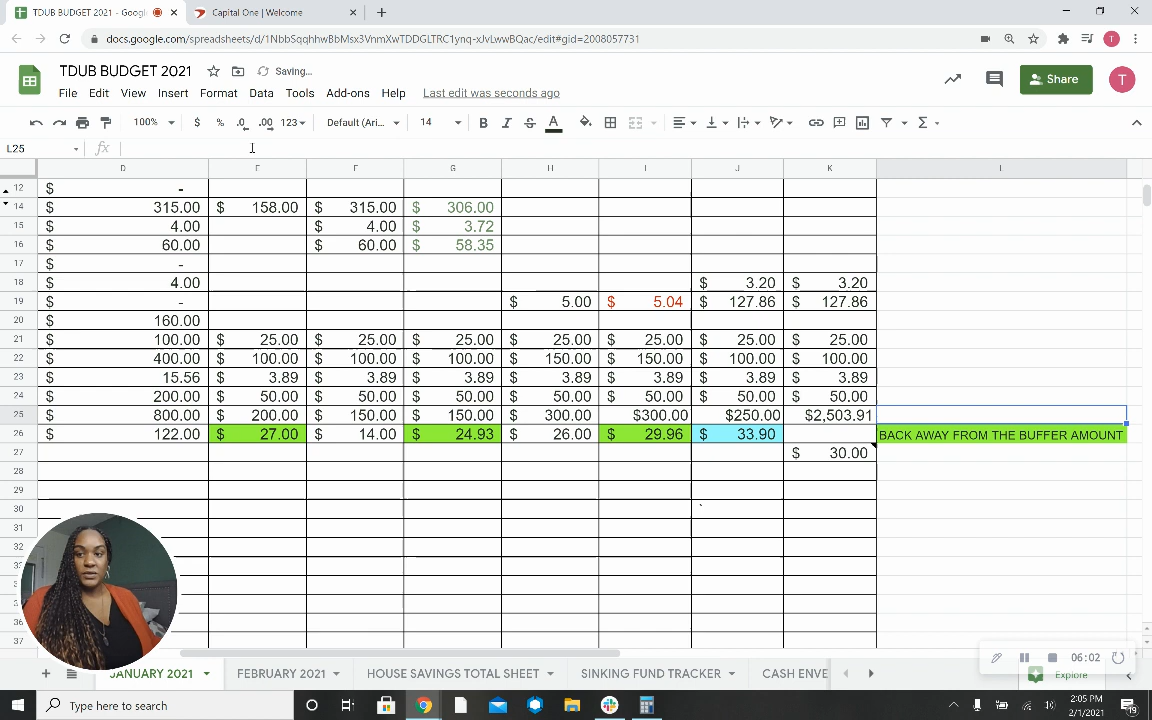 TDUB BUDGET 2021 - Googl
Capital One | Welcome
docs.google.com/spreadsheets/d/1NbbSqqhhwBbMsx3VnmXwTDDGLTRC1ynq-xJvLwwBQac/edit#gid=2008057731
T
TDUB BUDGET 2021
Saving...
File Edit View Insert Format Data Tools Add-ons Help Last edit was seconds ago
Share
T
100% $ % .0 .00 123 Default (Ari... 14 B I S A
L25 fx
D E F G H I J K L
12 $ -
14 $ 315.00 $ 158.00 $ 315.00 $ 306.00
15 $ 4.00 $ 4.00 $ 3.72
16 $ 60.00 $ 60.00 $ 58.35
17 $ -
18 $ 4.00 $ 3.20 $ 3.20
19 $ - $ 5.00 $ 5.04 $ 127.86 $ 127.86
20 $ 160.00
21 $ 100.00 $ 25.00 $ 25.00 $ 25.00 $ 25.00 $ 25.00 $ 25.00 $ 25.00
22 $ 400.00 $ 100.00 $ 100.00 $ 100.00 $ 150.00 $ 150.00 $ 100.00 $ 100.00
23 $ 15.56 $ 3.89 $ 3.89 $ 3.89 $ 3.89 $ 3.89 $ 3.89 $ 3.89
24 $ 200.00 $ 50.00 $ 50.00 $ 50.00 $ 50.00 $ 50.00 $ 50.00 $ 50.00
25 $ 800.00 $ 200.00 $ 150.00 $ 150.00 $ 300.00 $300.00 $250.00 $2,503.91
26 $ 122.00 $ 27.00 $ 14.00 $ 24.93 $ 26.00 $ 29.96 $ 33.90 BACK AWAY FROM THE BUFFER AMOUNT
27 $ 30.00
28
29
30 `
31
32
36
37
06:02
JANUARY 2021 FEBRUARY 2021 HOUSE SAVINGS TOTAL SHEET SINKING FUND TRACKER CASH ENVE
Explore
Type here to search
2:05 PM
2/1/2021
19